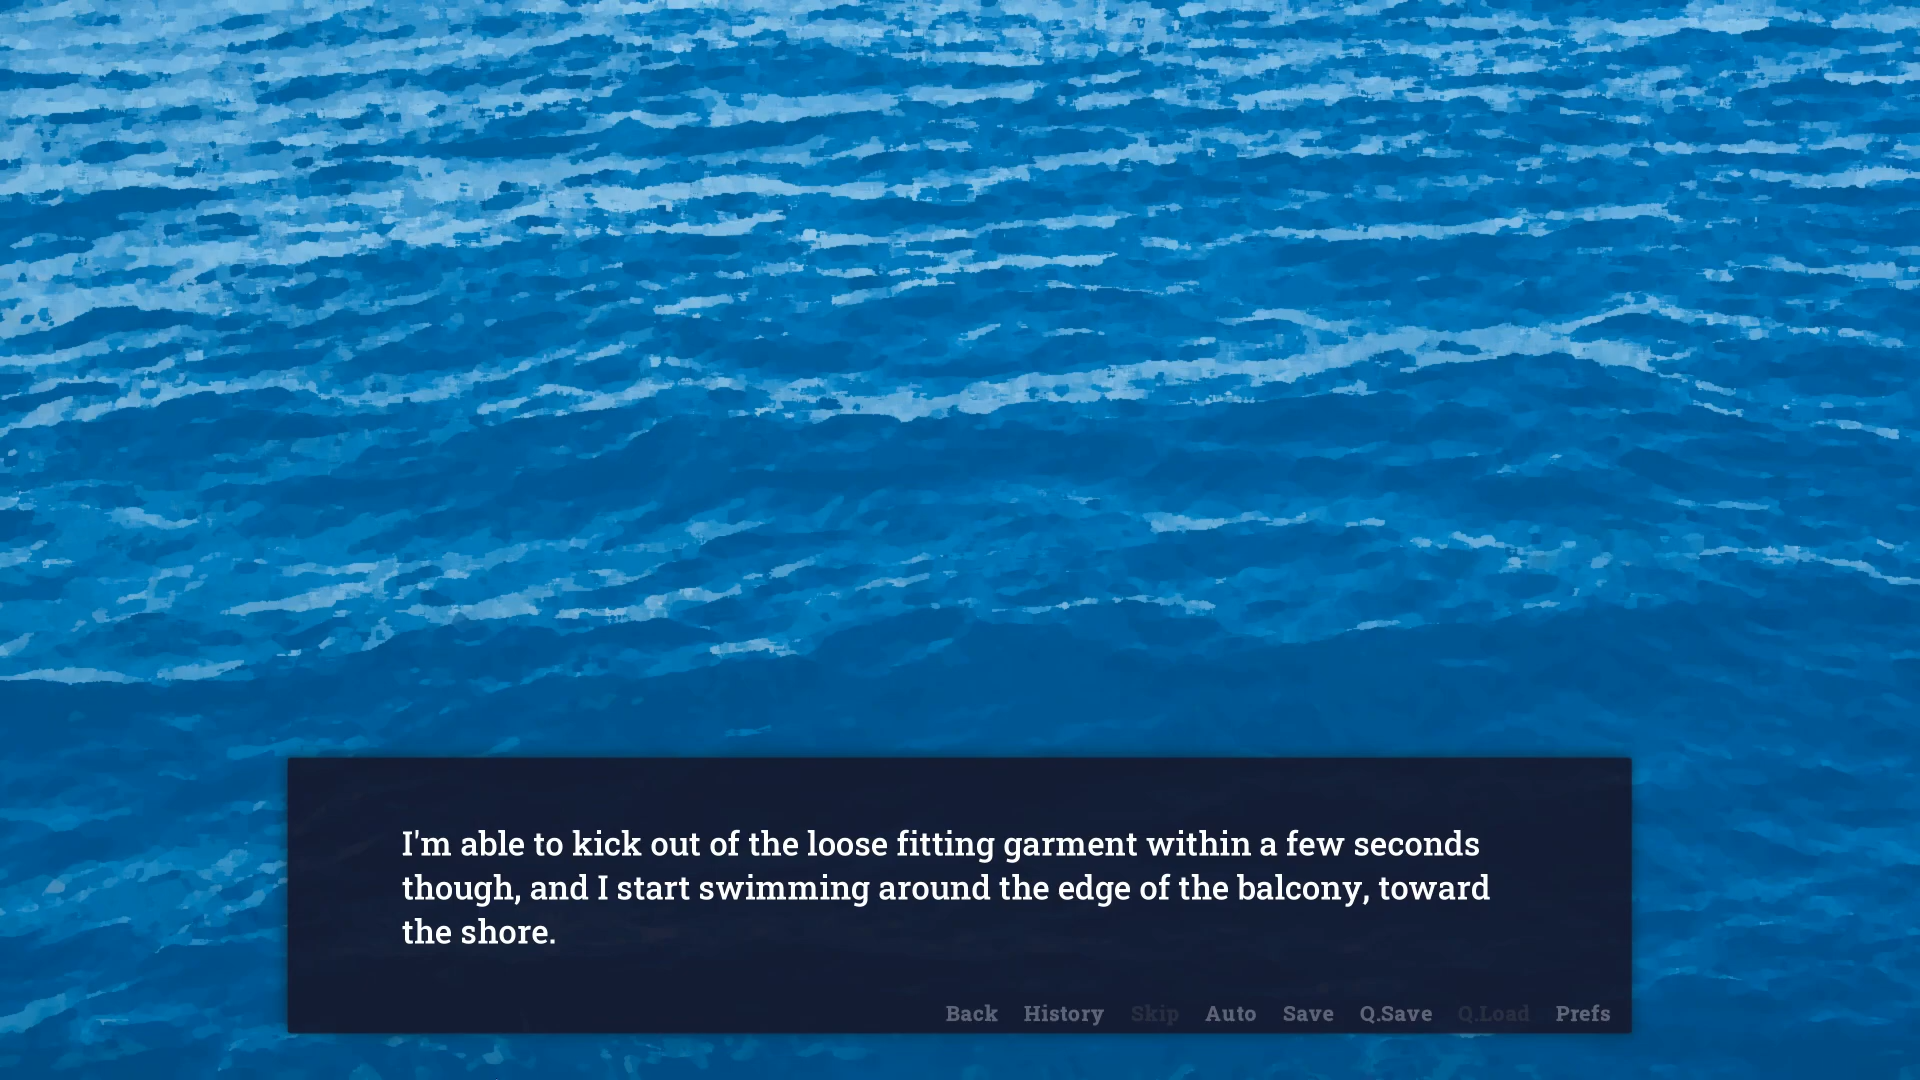 I'm able to kick out of the loose fitting garment within a few seconds
though, and I start swimming around the edge of the balcony, toward
the shore.
Back History Skip Auto Save Q.Save Q.Load Prefs